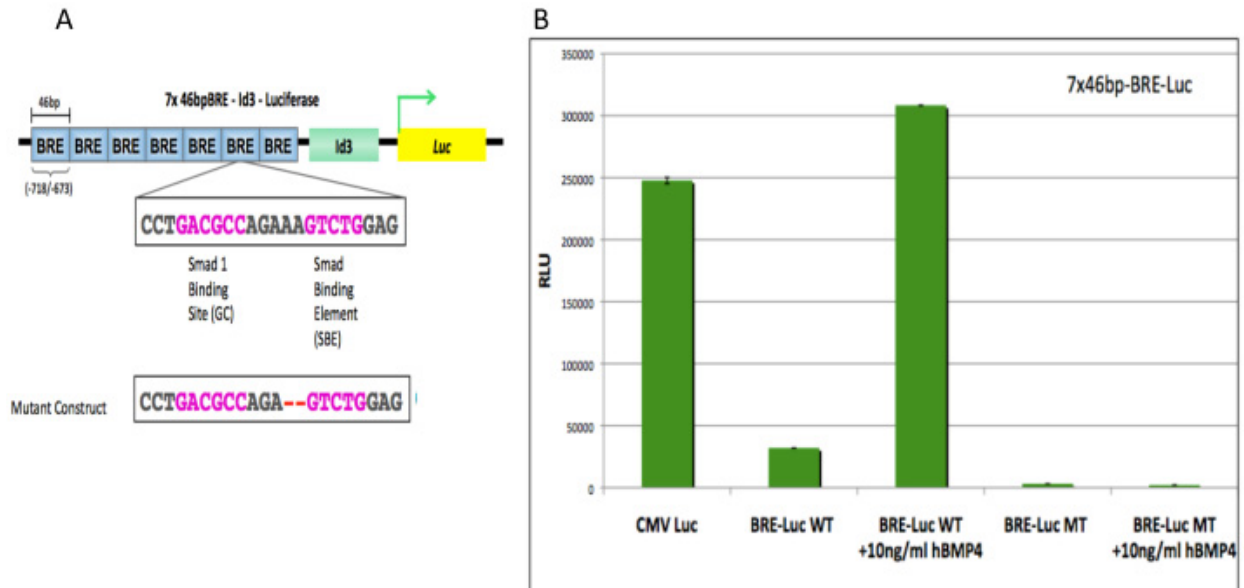 A
46bp
7x 46bpBRE - Id3 - Luciferase
BRE BRE BRE BRE BRE BRE BRE Id3 Luc
(-718/-673)
CCTGACGCCAGAAAGTCTGGAG
Smad 1
Binding
Site (GC)
Smad
Binding
Element
(SBE)
Mutant Construct
CCTGACGCCAGA--GTCTGGAG
B
7x46bp-BRE-Luc
RLU
350000
300000
250000
200000
150000
100000
50000
0
CMV Luc
BRE-Luc WT
BRE-Luc WT
+10ng/ml hBMP4
BRE-Luc MT
BRE-Luc MT
+10ng/ml hBMP4